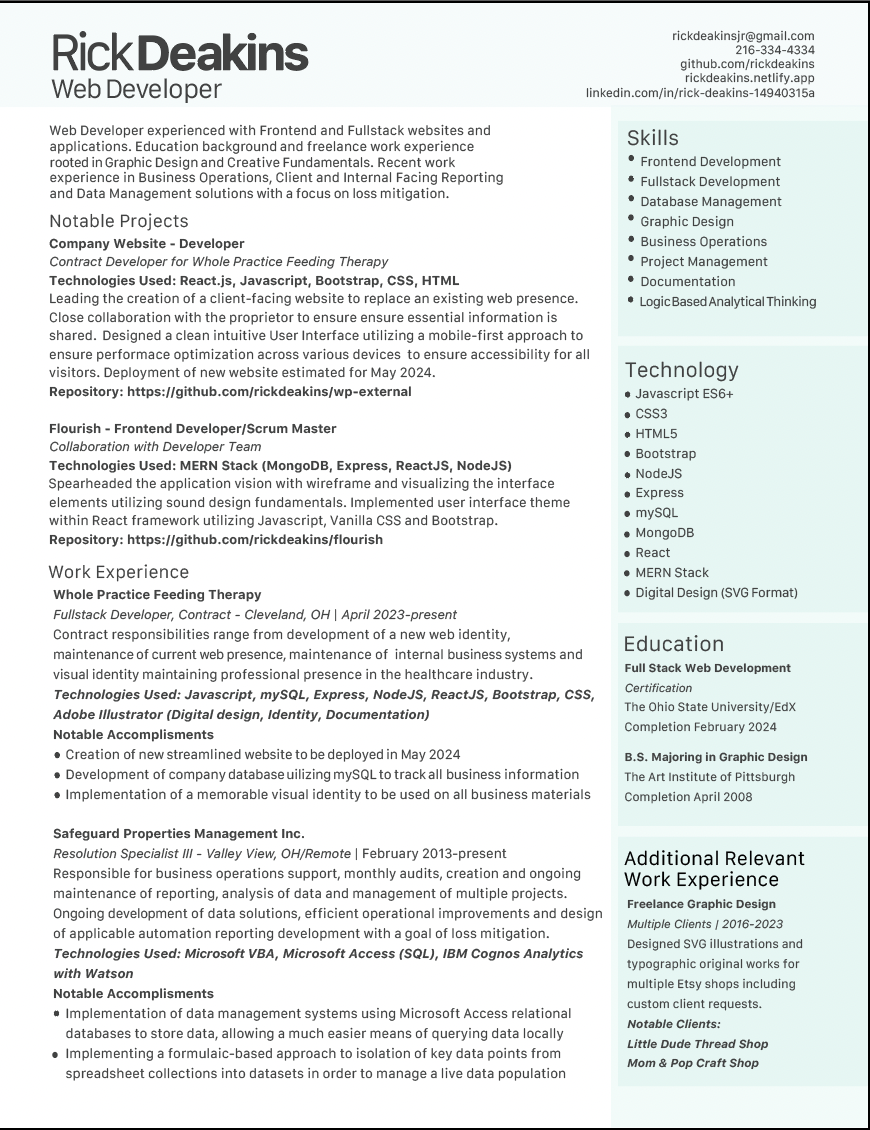 Rick Deakins
Web Developer
rickdeakinsjr@gmail.com
216-334-4334
github.com/rickdeakins
rickdeakins.netlify.app
linkedin.com/in/rick-deakins-14940315a
Web Developer experienced with Frontend and Fullstack websites and
applications. Education background and freelance work experience
rooted in Graphic Design and Creative Fundamentals. Recent work
experience in Business Operations, Client and Internal Facing Reporting
and Data Management solutions with a focus on loss mitigation.
Notable Projects
Company Website - Developer
Contract Developer for Whole Practice Feeding Therapy
Technologies Used: React.js, Javascript, Bootstrap, CSS, HTML
Leading the creation of a client-facing website to replace an existing web presence.
Close collaboration with the proprietor to ensure ensure essential information is
shared. Designed a clean intuitive User Interface utilizing a mobile-first approach to
ensure performace optimization across various devices to ensure accessibility for all
visitors. Deployment of new website estimated for May 2024.
Repository: https://github.com/rickdeakins/wp-external
Flourish - Frontend Developer/Scrum Master
Collaboration with Developer Team
Technologies Used: MERN Stack (MongoDB, Express, ReactJS, NodeJS)
Spearheaded the application vision with wireframe and visualizing the interface
elements utilizing sound design fundamentals. Implemented user interface theme
within React framework utilizing Javascript, Vanilla CSS and Bootstrap.
Repository: https://github.com/rickdeakins/flourish
Work Experience
Whole Practice Feeding Therapy
Fullstack Developer, Contract - Cleveland, OH | April 2023-present
Contract responsibilities range from development of a new web identity,
maintenance of current web presence, maintenance of internal business systems and
visual identity maintaining professional presence in the healthcare industry.
Technologies Used: Javascript, mySQL, Express, NodeJS, ReactJS, Bootstrap, CSS,
Adobe Illustrator (Digital design, Identity, Documentation)
Notable Accomplisments
• Creation of new streamlined website to be deployed in May 2024
• Development of company database uilizing mySQL to track all business information
• Implementation of a memorable visual identity to be used on all business materials
Safeguard Properties Management Inc.
Resolution Specialist III - Valley View, OH/Remote | February 2013-present
Responsible for business operations support, monthly audits, creation and ongoing
maintenance of reporting, analysis of data and management of multiple projects.
Ongoing development of data solutions, efficient operational improvements and design
of applicable automation reporting development with a goal of loss mitigation.
Technologies Used: Microsoft VBA, Microsoft Access (SQL), IBM Cognos Analytics
with Watson
Notable Accomplisments
• Implementation of data management systems using Microsoft Access relational
databases to store data, allowing a much easier means of querying data locally
• Implementing a formulaic-based approach to isolation of key data points from
spreadsheet collections into datasets in order to manage a live data population
Skills
• Frontend Development
• Fullstack Development
• Database Management
• Graphic Design
• Business Operations
• Project Management
• Documentation
• Logic Based Analytical Thinking
Technology
• Javascript ES6+
• CSS3
• HTML5
• Bootstrap
• NodeJS
• Express
• mySQL
• MongoDB
• React
• MERN Stack
• Digital Design (SVG Format)
Education
Full Stack Web Development
Certification
The Ohio State University/EdX
Completion February 2024
B.S. Majoring in Graphic Design
The Art Institute of Pittsburgh
Completion April 2008
Additional Relevant
Work Experience
Freelance Graphic Design
Multiple Clients | 2016-2023
Designed SVG illustrations and
typographic original works for
multiple Etsy shops including
custom client requests.
Notable Clients:
Little Dude Thread Shop
Mom & Pop Craft Shop